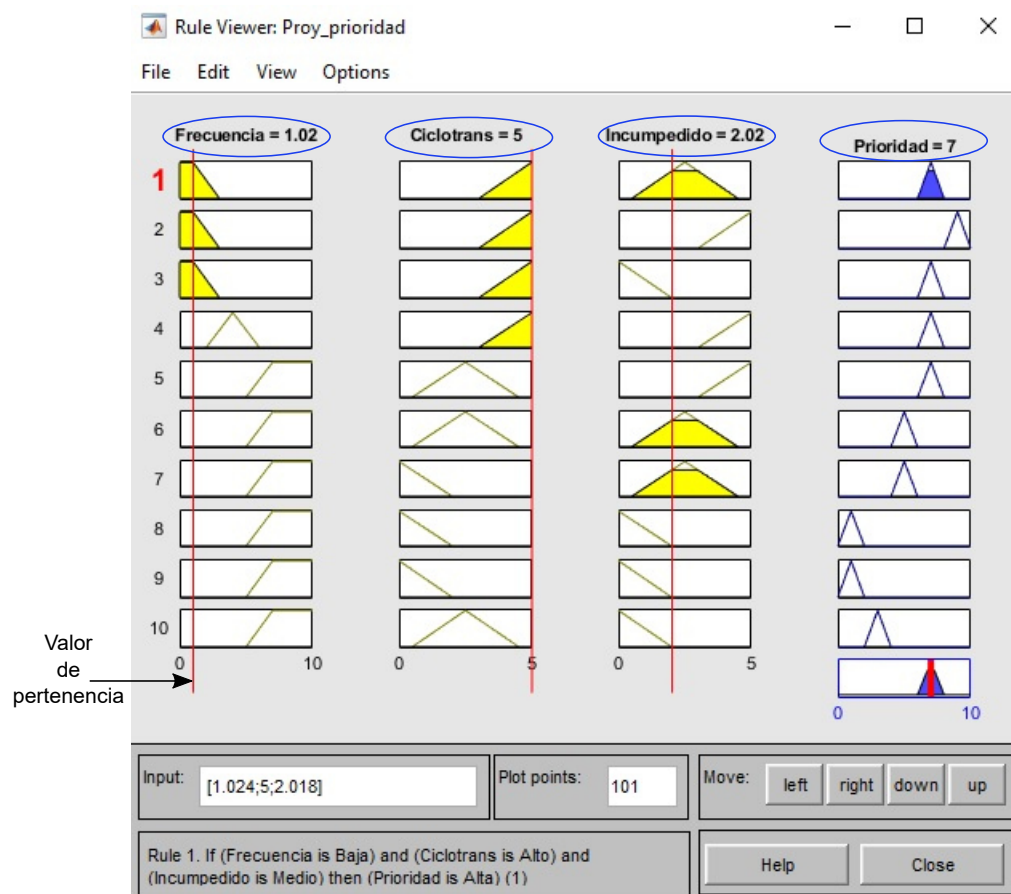 Rule Viewer: Proy_prioridad
File Edit View Options
Frecuencia = 1.02
Ciclotrans = 5
Incumpedido = 2.02
Prioridad = 7
1
2
3
4
5
6
7
8
9
10
0 10
0 5
0 5
0 10
Valor
de
pertenencia
Input: [1.024;5;2.018]
Plot points: 101
Move: left right down up
Rule 1. If (Frecuencia is Baja) and (Ciclotrans is Alto) and
(Incumpedido is Medio) then (Prioridad is Alta) (1)
Help Close